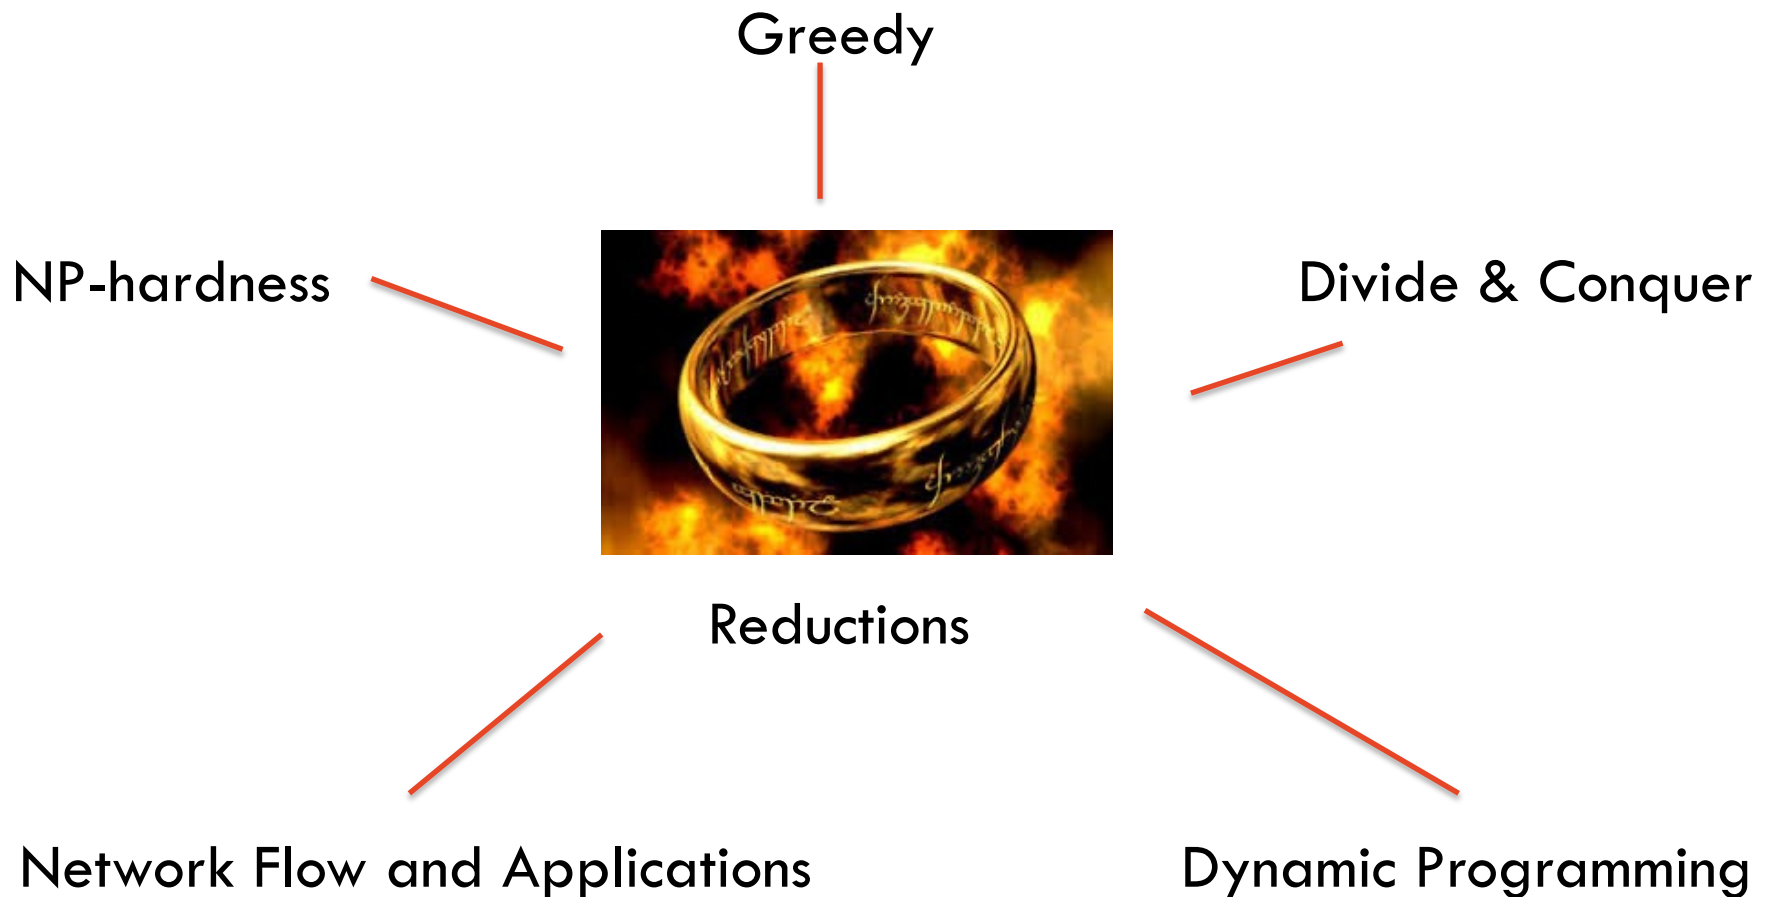 Greedy
NP-hardness
Divide & Conquer
Reductions
Network Flow and Applications
Dynamic Programming